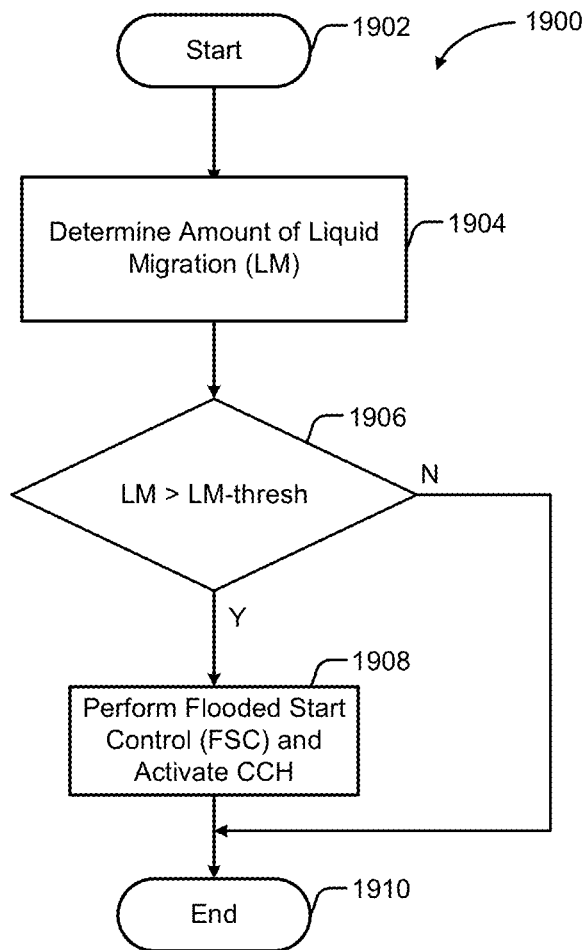 1902
1900
Start
Determine Amount of Liquid
Migration (LM)
1904
1906
LM > LM-thresh
N
Y
1908
Perform Flooded Start
Control (FSC) and
Activate CCH
1910
End